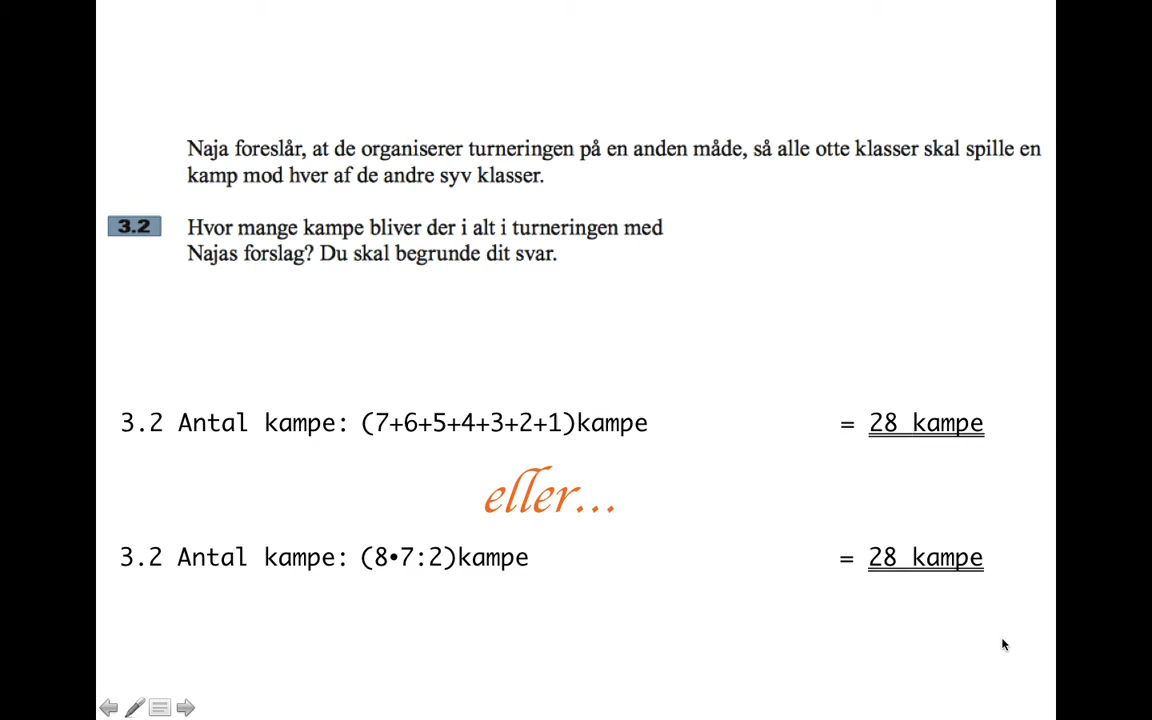 Naja foreslår, at de organiserer turneringen på en anden måde, så alle otte klasser skal spille en
kamp mod hver af de andre syv klasser.
3.2 Hvor mange kampe bliver der i alt i turneringen med
Najas forslag? Du skal begrunde dit svar.
3.2 Antal kampe: (7+6+5+4+3+2+1)kampe = 28 kampe
eller...
3.2 Antal kampe: (8•7:2)kampe = 28 kampe